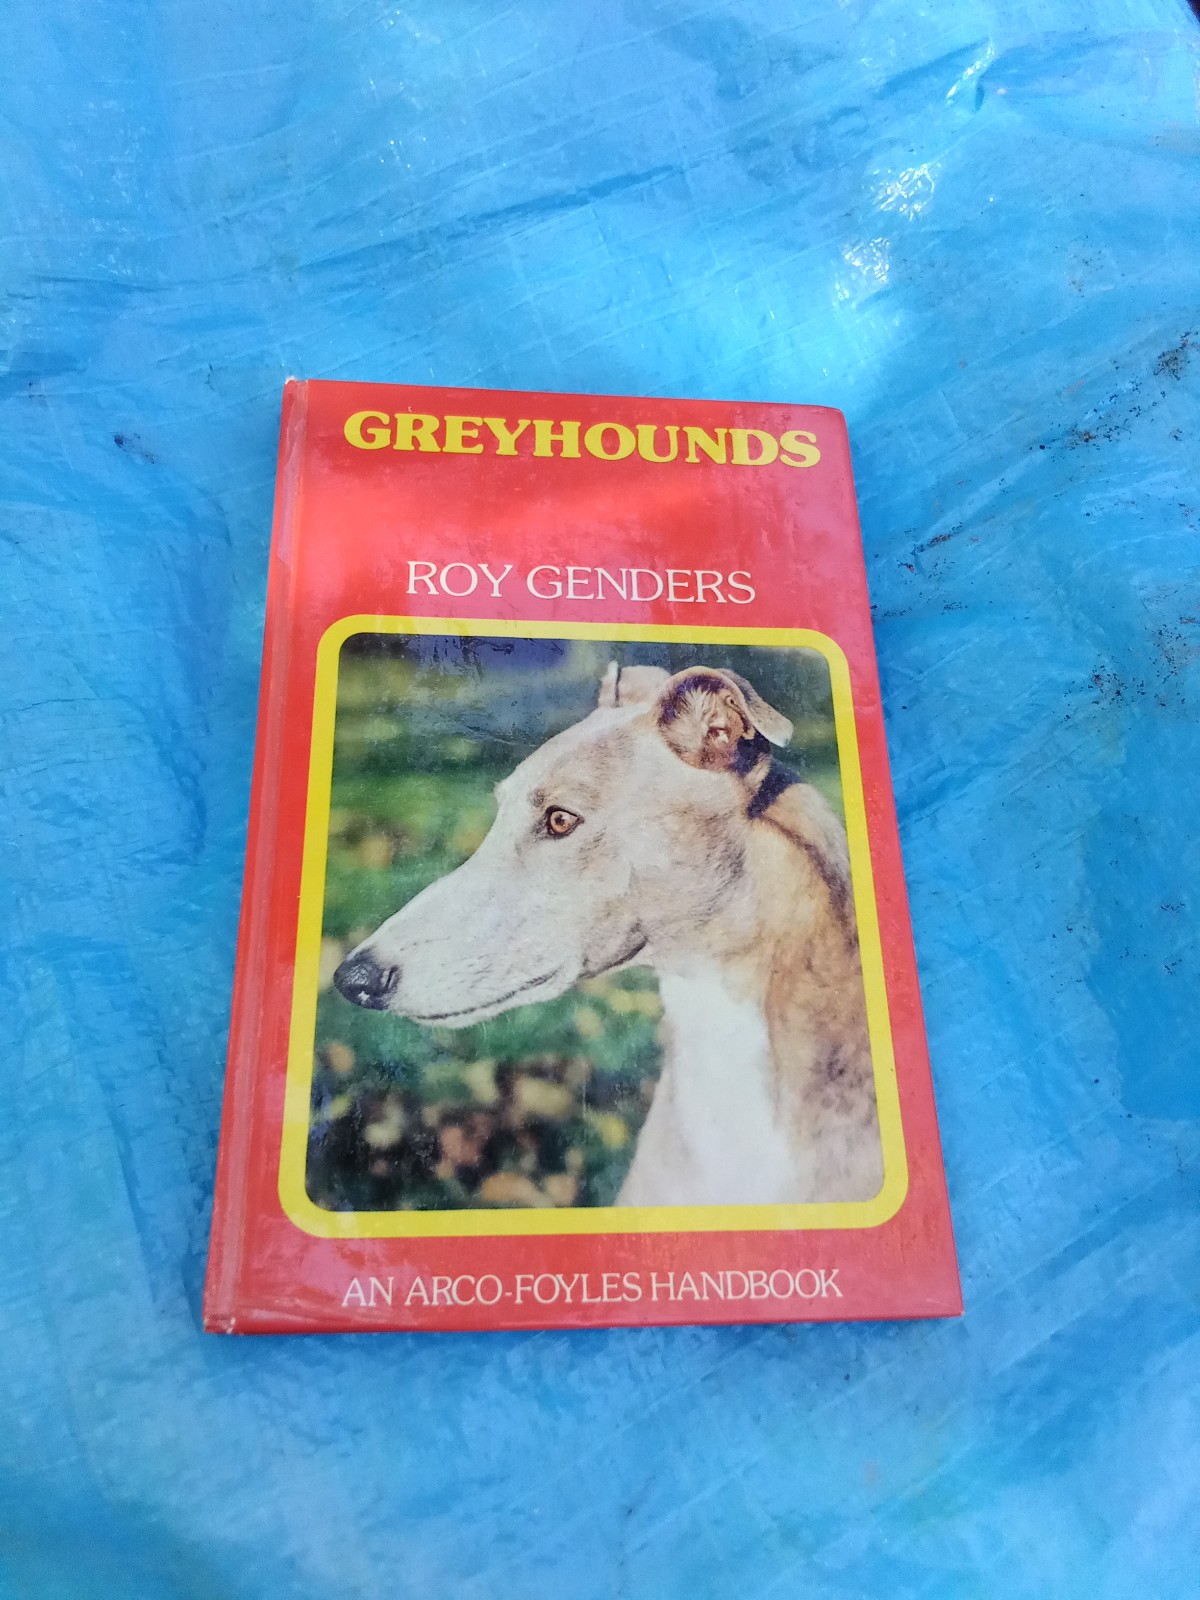 GREYHOUNDS
ROY GENDERS
AN ARCO-FOYLES HANDBOOK